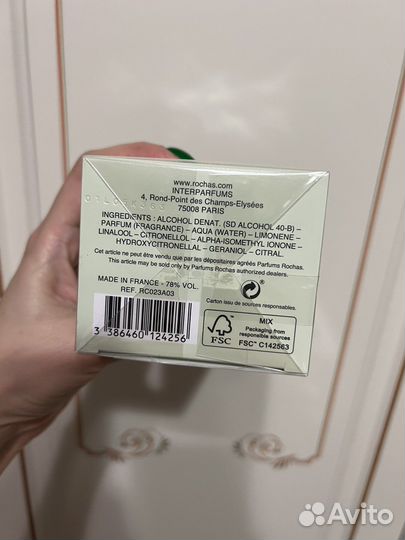 www.rochas.com
INTERPARFUMS
4, Rond-Point des Champs-Elysées
75008 PARIS
INGREDIENTS : ALCOHOL DENAT. (SD ALCOHOL 40-B) –
PARFUM (FRAGRANCE) – AQUA (WATER) – LIMONENE –
LINALOOL – CITRONELLOL – ALPHA-ISOMETHYL IONONE –
HYDROXYCITRONELLAL – GERANIOL – CITRAL.
Cet article ne peut être vendu que par les dépositaires agréés Parfums Rochas.
This article may be sold only by Parfums Rochas authorized dealers.
MADE IN FRANCE - 78% VOL.
REF. RC023A03
Carton issu de sources responsables.
3 386460 124256
FSC
MIX
Packaging from
responsible sources
FSC™ C142563
Avito